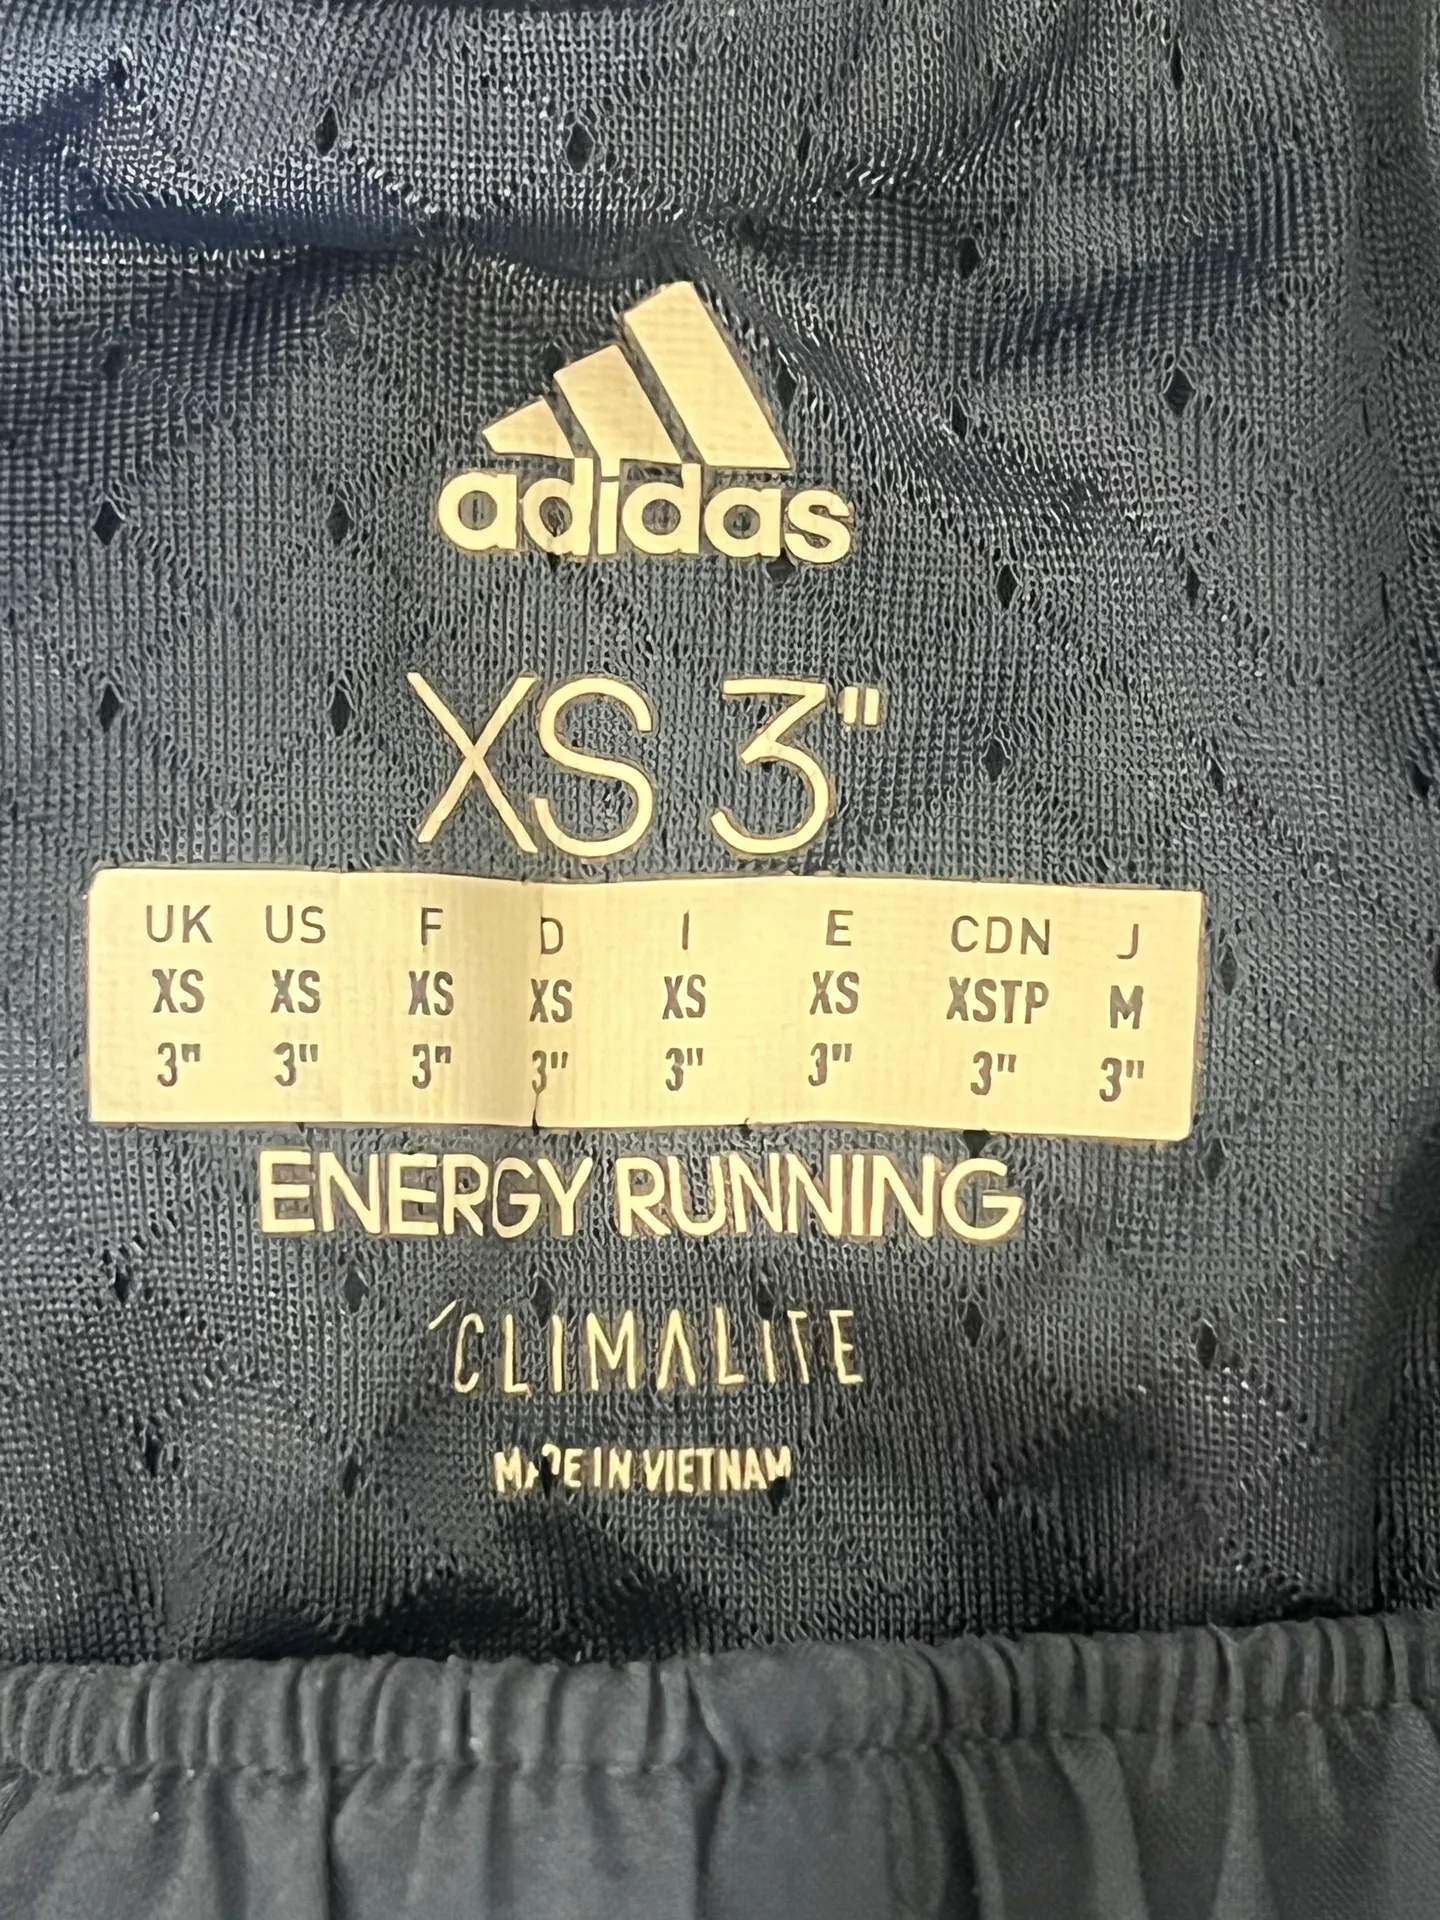 adidas
XS 3"
UK US F D I E CDN J
XS XS XS XS XS XS XSTP M
3" 3" 3" 3" 3" 3" 3" 3"
ENERGY RUNNING
CLIMALITE
MADE IN VIETNAM